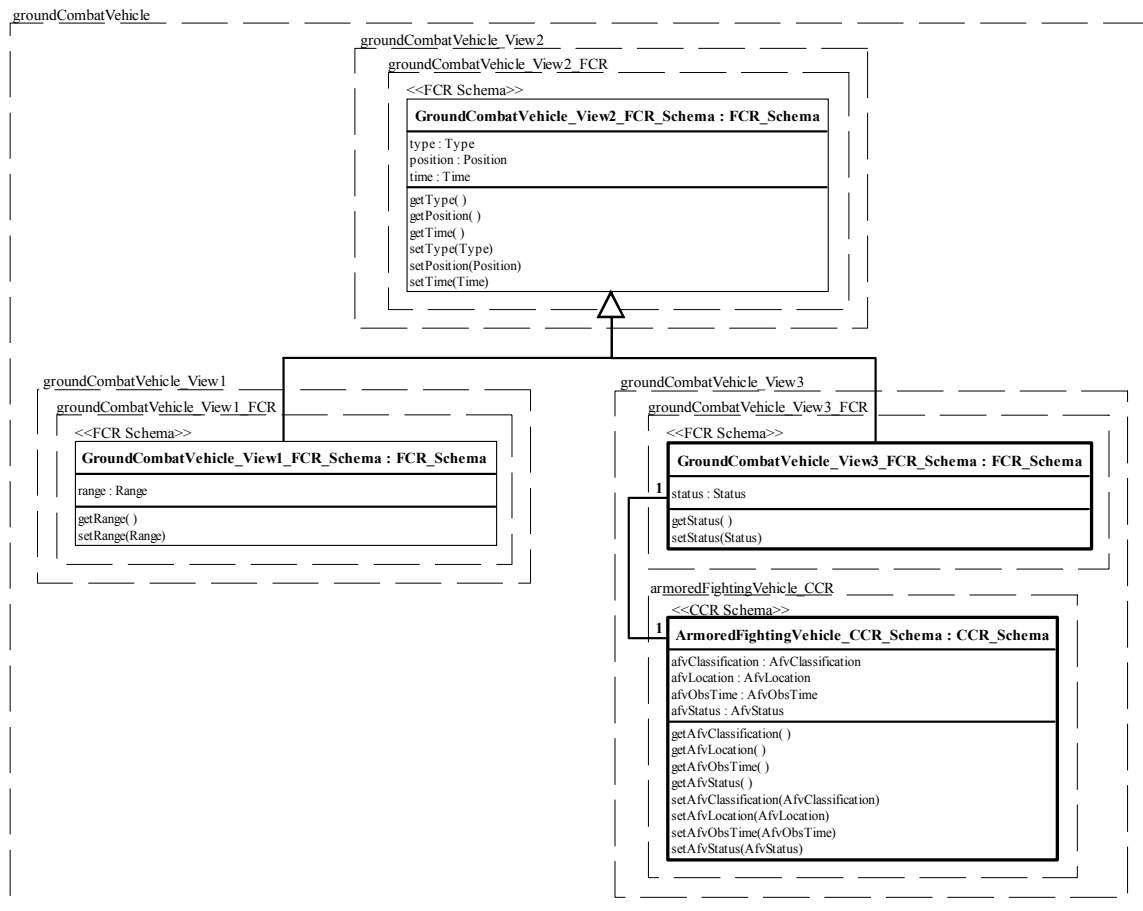 groundCombatVehicle
groundCombatVehicle_View2
groundCombatVehicle_View2_FCR
<<FCR Schema>>
GroundCombatVehicle_View2_FCR_Schema : FCR_Schema
type : Type
position : Position
time : Time
getType( )
getPosition( )
getTime( )
setType(Type)
setPosition(Position)
setTime(Time)
groundCombatVehicle_View1
groundCombatVehicle_View1_FCR
<<FCR Schema>>
GroundCombatVehicle_View1_FCR_Schema : FCR_Schema
range : Range
getRange( )
setRange(Range)
groundCombatVehicle_View3
groundCombatVehicle_View3_FCR
<<FCR Schema>>
GroundCombatVehicle_View3_FCR_Schema : FCR_Schema
1
status : Status
getStatus( )
setStatus(Status)
armoredFightingVehicle_CCR
<<CCR Schema>>
1
ArmoredFightingVehicle_CCR_Schema : CCR_Schema
afvClassification : AfvClassification
afvLocation : AfvLocation
afvObsTime : AfvObsTime
afvStatus : AfvStatus
getAfvClassification( )
getAfvLocation( )
getAfvObsTime( )
getAfvStatus( )
setAfvClassification(AfvClassification)
setAfvLocation(AfvLocation)
setAfvObsTime(AfvObsTime)
setAfvStatus(AfvStatus)